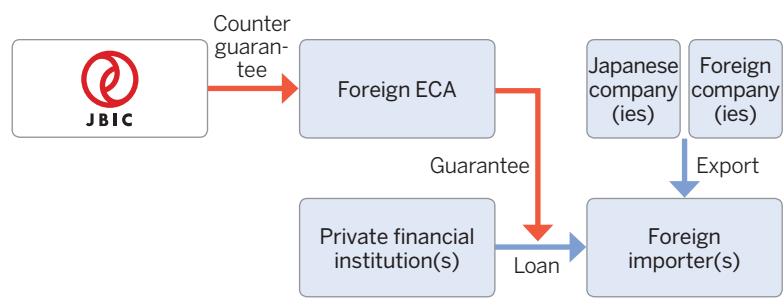 Counter
guaran-
tee
JBIC
Foreign ECA
Japanese
company
(ies)
Foreign
company
(ies)
Guarantee
Export
Private financial
institution(s)
Loan
Foreign
importer(s)